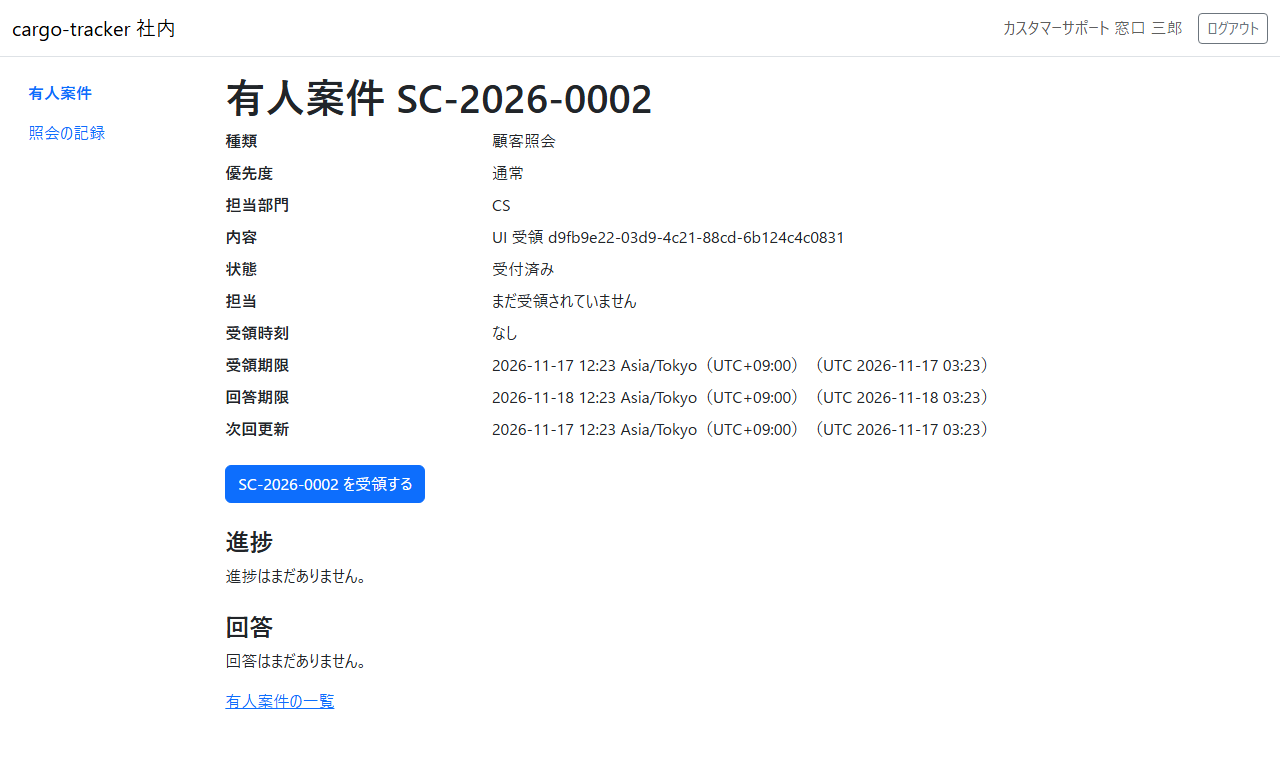 cargo-tracker 社内
カスタマーサポート 窓口 三郎
ログアウト
有人案件
照会の記録
有人案件 SC-2026-0002
種類 顧客照会
優先度 通常
担当部門 CS
内容 UI 受領 d9fb9e22-03d9-4c21-88cd-6b124c4c0831
状態 受付済み
担当 まだ受領されていません
受領時刻 なし
受領期限 2026-11-17 12:23 Asia/Tokyo（UTC+09:00）（UTC 2026-11-17 03:23）
回答期限 2026-11-18 12:23 Asia/Tokyo（UTC+09:00）（UTC 2026-11-18 03:23）
次回更新 2026-11-17 12:23 Asia/Tokyo（UTC+09:00）（UTC 2026-11-17 03:23）
SC-2026-0002 を受領する
進捗
進捗はまだありません。
回答
回答はまだありません。
有人案件の一覧